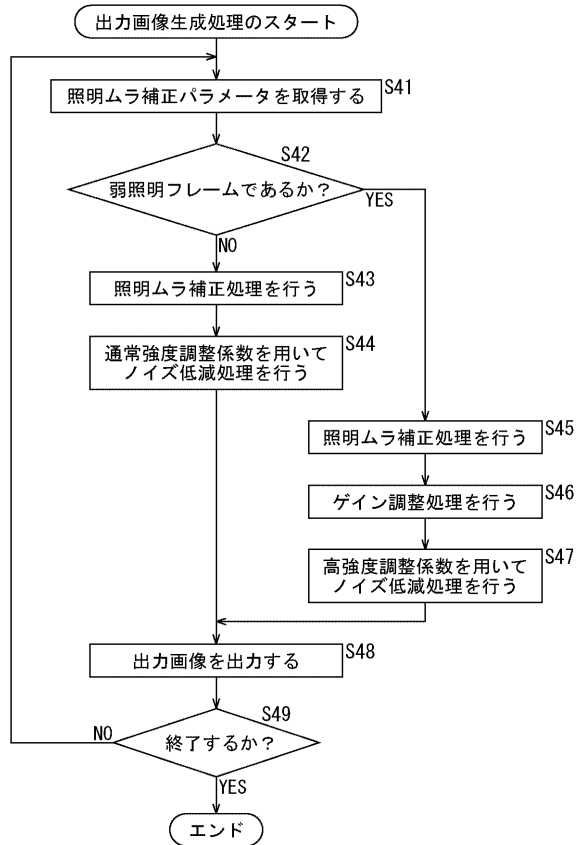 出力画像生成処理のスタート
照明ムラ補正パラメータを取得する
S41
S42
弱照明フレームであるか？
YES
NO
照明ムラ補正処理を行う
S43
通常強度調整係数を用いて
ノイズ低減処理を行う
S44
照明ムラ補正処理を行う
S45
ゲイン調整処理を行う
S46
高強度調整係数を用いて
ノイズ低減処理を行う
S47
出力画像を出力する
S48
S49
終了するか？
NO
YES
エンド